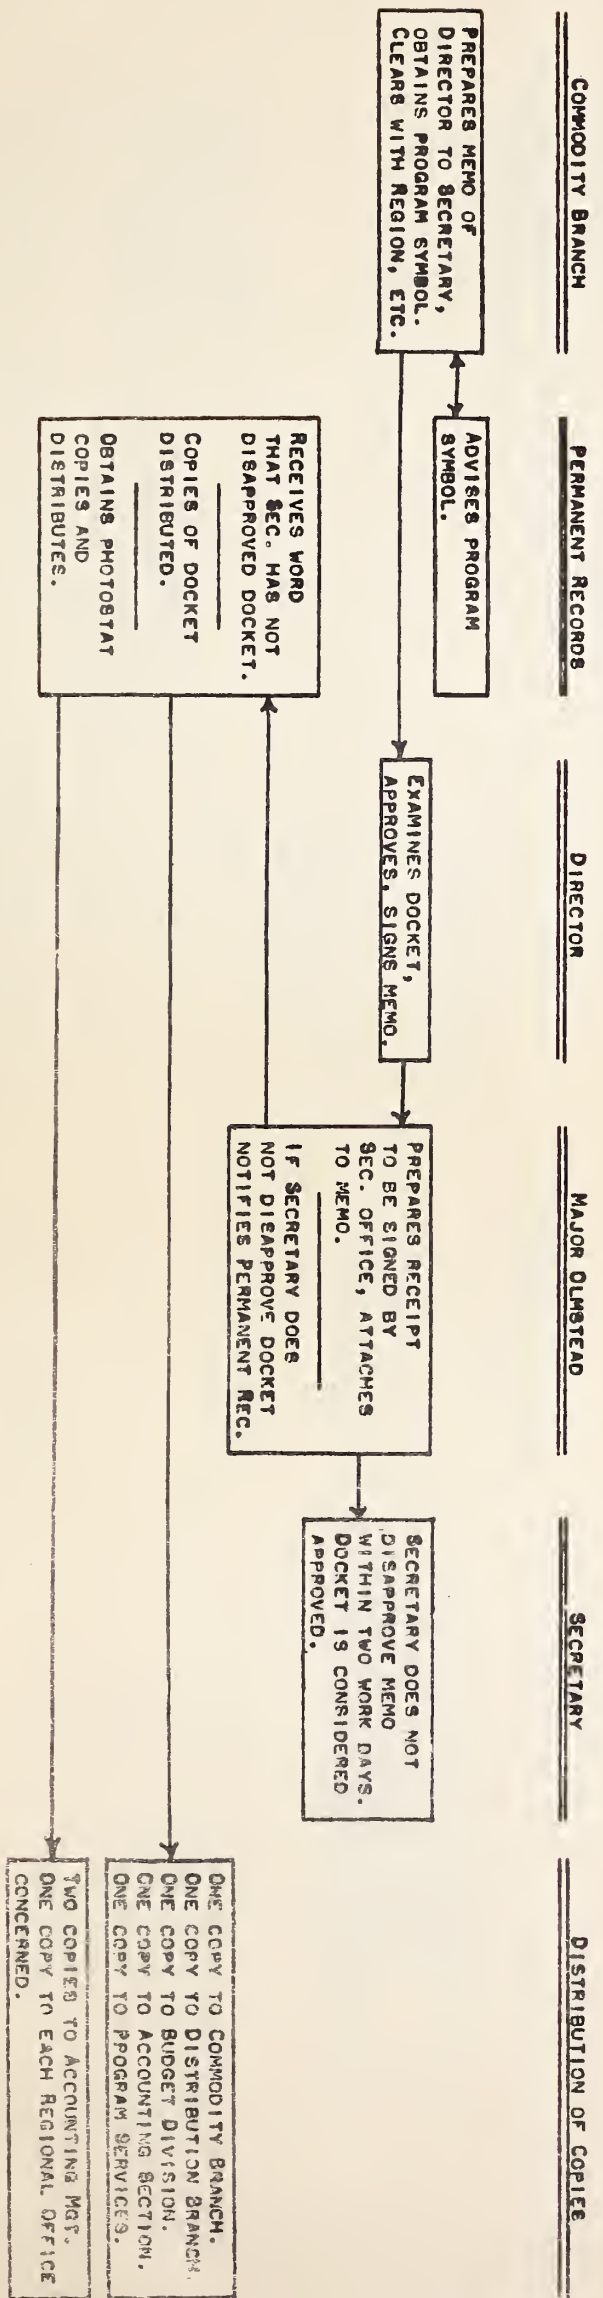 COMMODITY BRANCH
PREPARES MEMO OF
DIRECTOR TO SECRETARY,
OBTAINS PROGRAM SYMBOL.
CLEARS WITH REGION, ETC.
PERMANENT RECORDS
ADVISES PROGRAM
SYMBOL.
RECEIVES WORD
THAT SEC. HAS NOT
DISAPPROVED DOCKET.
COPIES OF DOCKET
DISTRIBUTED.
OBTAINS PHOTOSTAT
COPIES AND
DISTRIBUTES.
DIRECTOR
EXAMINES DOCKET,
APPROVES, SIGNS MEMO.
MAJOR OLMSTEAD
PREPARES RECEIPT
TO BE SIGNED BY
SEC. OFFICE, ATTACHES
TO MEMO.
IF SECRETARY DOES
NOT DISAPPROVE DOCKET
NOTIFIES PERMANENT REC.
SECRETARY
SECRETARY DOES NOT
DISAPPROVE MEMO
WITHIN TWO WORK DAYS.
DOCKET IS CONSIDERED
APPROVED.
DISTRIBUTION OF COPIES
ONE COPY TO COMMODITY BRANCH.
ONE COPY TO DISTRIBUTION BRANCH.
ONE COPY TO BUDGET DIVISION.
ONE COPY TO ACCOUNTING SECTION.
ONE COPY TO PROGRAM SERVICES.
TWO COPIES TO ACCOUNTING MGT.
ONE COPY TO EACH REGIONAL OFFICE
CONCERNED.